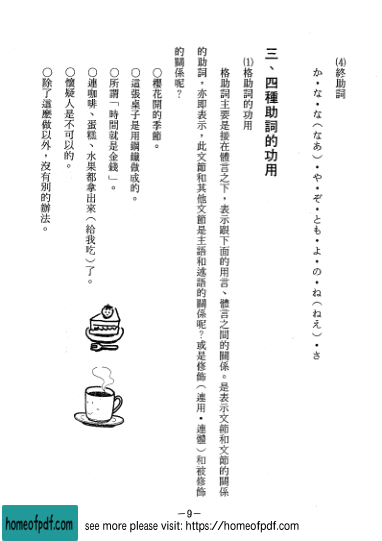 (4)終助詞
か・な・な(なあ)・や・ぞ・とも・よ・の・ね(ねえ)・さ
三、四種助詞的功用
(1)格助詞的功用
格助詞主要是接在體言之下,表示跟下面的用言、體言之間的關係。是表示文節和文節的關係
的助詞,亦即表示,此文節和其他文節是主語和述語的關係呢?或是修飾(連用・連體)和被修飾
的關係呢?
○櫻花開的季節。
○這張桌子是用鋼鐵做成的。
○所謂「時間就是金錢」。
○連咖啡、蛋糕、水果都拿出來(給我吃)了。
○懷疑人是不可以的。
○除了這麼做以外,沒有別的辦法。
—9—
homeofpdf.com
see more please visit: https://homeofpdf.com